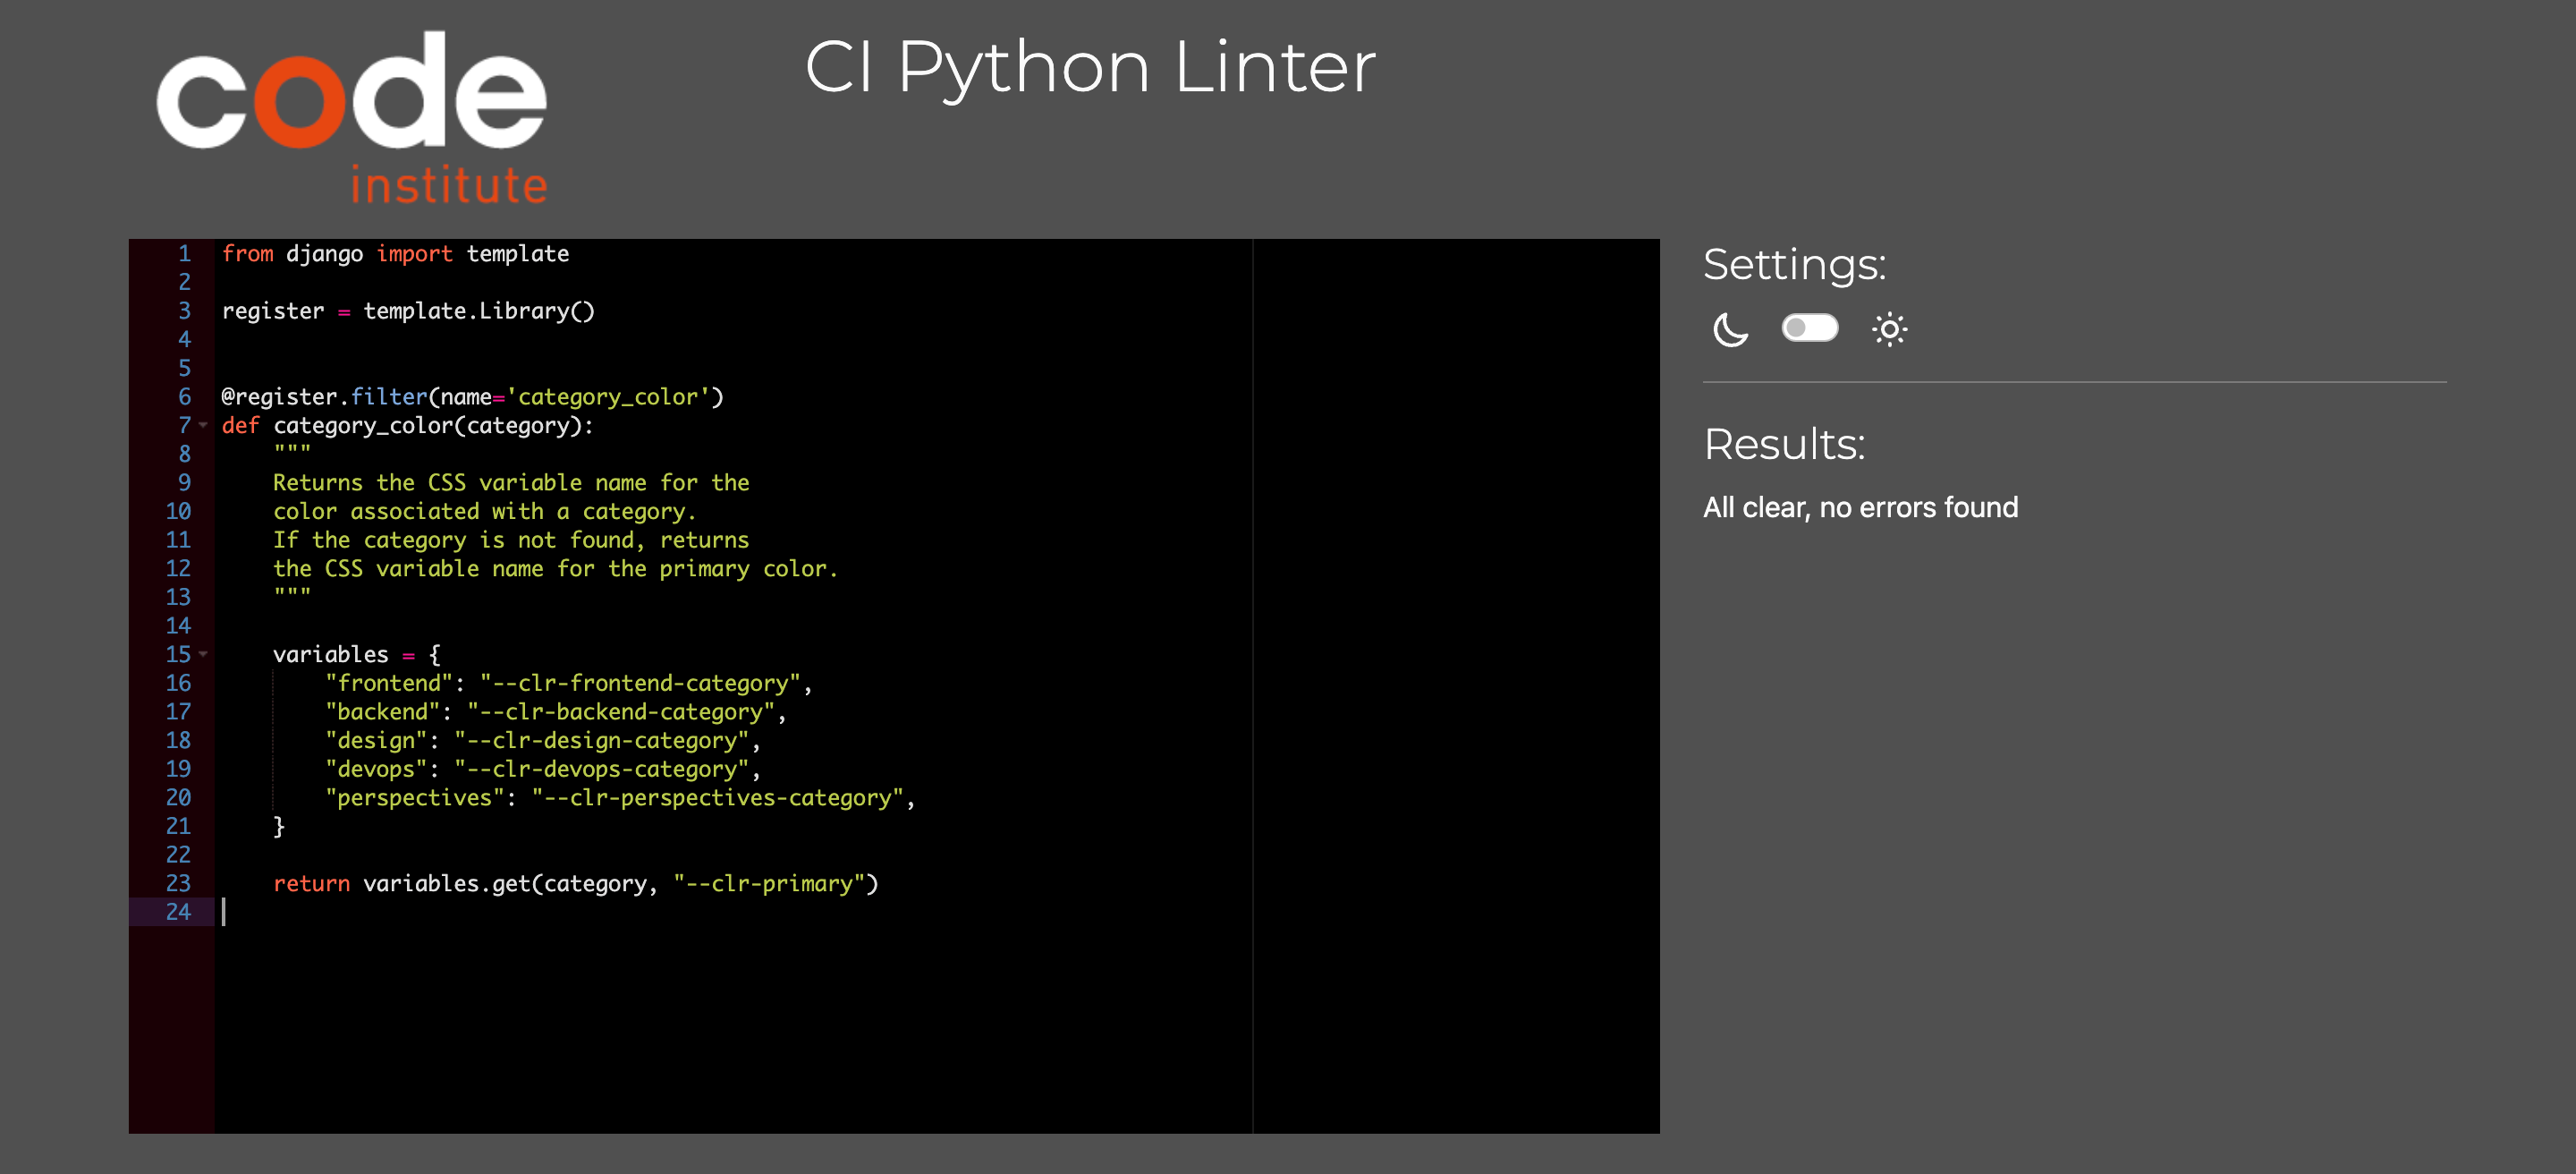 code
institute
CI Python Linter
1 from django import template
2
3 register = template.Library()
4
5
6 @register.filter(name='category_color')
7 def category_color(category):
8     """
9     Returns the CSS variable name for the
10     color associated with a category.
11     If the category is not found, returns
12     the CSS variable name for the primary color.
13     """
14
15     variables = {
16         "frontend": "--clr-frontend-category",
17         "backend": "--clr-backend-category",
18         "design": "--clr-design-category",
19         "devops": "--clr-devops-category",
20         "perspectives": "--clr-perspectives-category",
21     }
22
23     return variables.get(category, "--clr-primary")
24
Settings:
Results:
All clear, no errors found